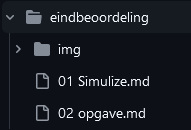 eindbeoordeling
img
01 Simulize.md
02 opgave.md